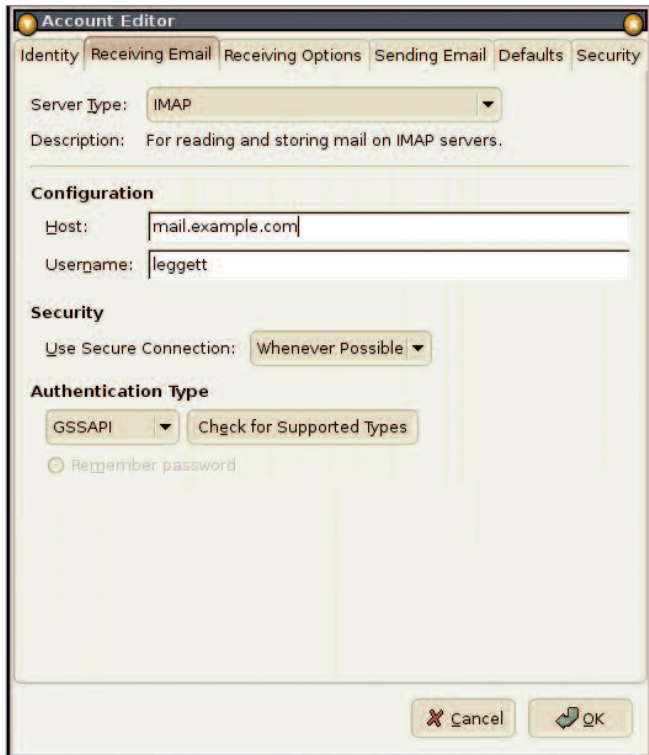 Account Editor
Identity Receiving Email Receiving Options Sending Email Defaults Security
Server Type: IMAP
Description: For reading and storing mail on IMAP servers.
Configuration
Host: mail.example.com
Username: leggett
Security
Use Secure Connection: Whenever Possible
Authentication Type
GSSAPI Check for Supported Types
Remember password
Cancel OK